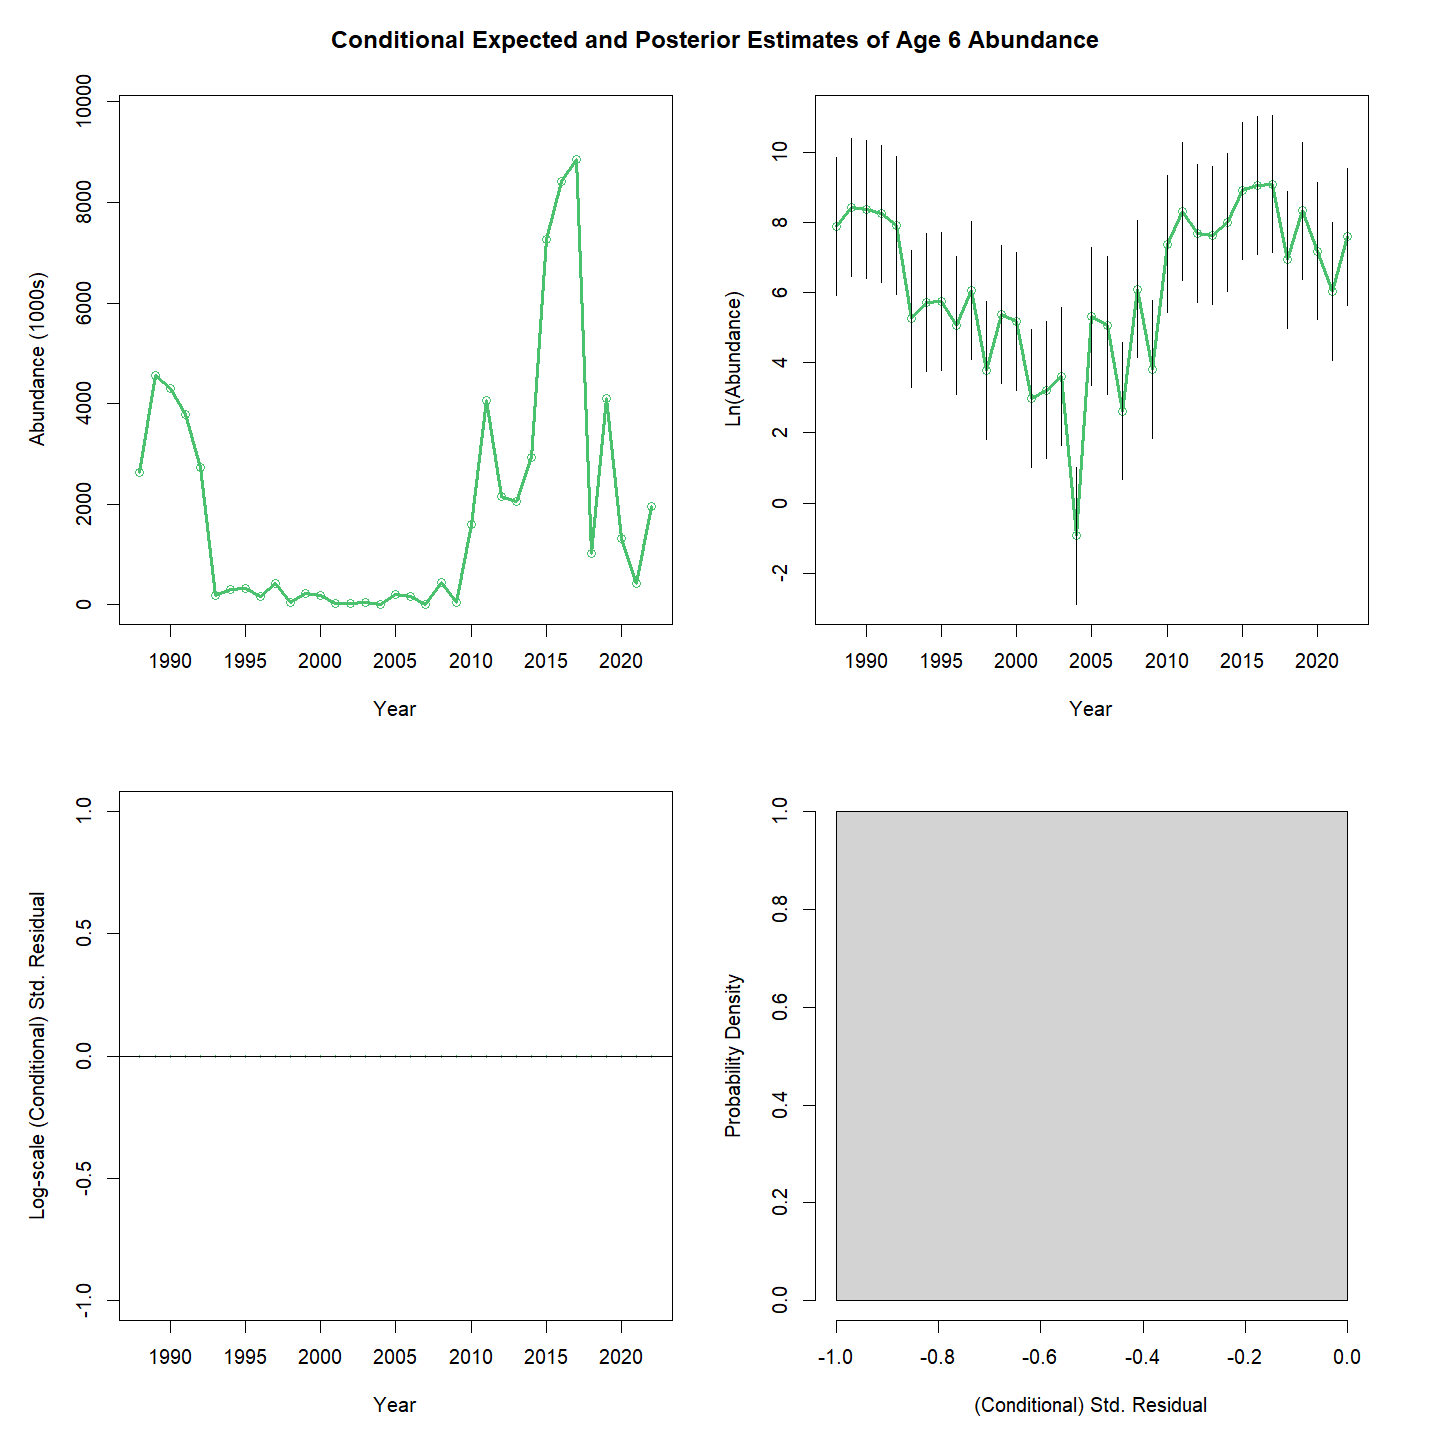 Conditional Expected and Posterior Estimates of Age 6 Abundance
Abundance (1000s)
10000
8000
6000
4000
2000
0
1990 1995 2000 2005 2010 2015 2020
Year
Ln(Abundance)
10
8
6
4
2
0
-2
1990 1995 2000 2005 2010 2015 2020
Year
Log-scale (Conditional) Std. Residual
1.0
0.5
0.0
-0.5
-1.0
1990 1995 2000 2005 2010 2015 2020
Year
Probability Density
1.0
0.8
0.6
0.4
0.2
0.0
-1.0 -0.8 -0.6 -0.4 -0.2 0.0
(Conditional) Std. Residual